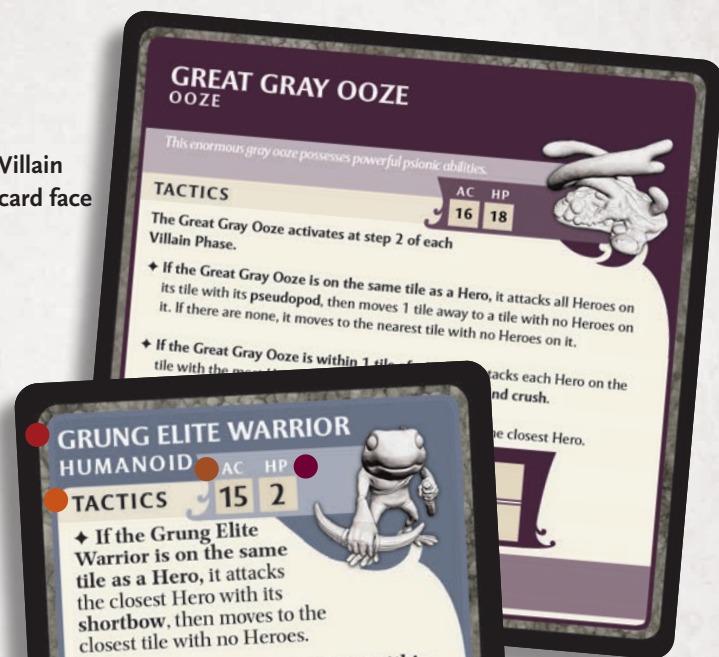 Villain
card face
GREAT GRAY OOZE
OOZE
This enormous gray ooze possesses powerful psionic abilities.
TACTICS
AC HP
16 18
The Great Gray Ooze activates at step 2 of each
Villain Phase.
✦ If the Great Gray Ooze is on the same tile as a Hero, it attacks all Heroes on
its tile with its pseudopod, then moves 1 tile away to a tile with no Heroes on
it. If there are none, it moves to the nearest tile with no Heroes on it.
✦ If the Great Gray Ooze is within 1 tile of
tacks each Hero on the
tile with the
nd crush.
e closest Hero.
GRUNG ELITE WARRIOR
HUMANOID
AC HP
TACTICS
15 2
✦ If the Grung Elite
Warrior is on the same
tile as a Hero, it attacks
the closest Hero with its
shortbow, then moves to the
closest tile with no Heroes.